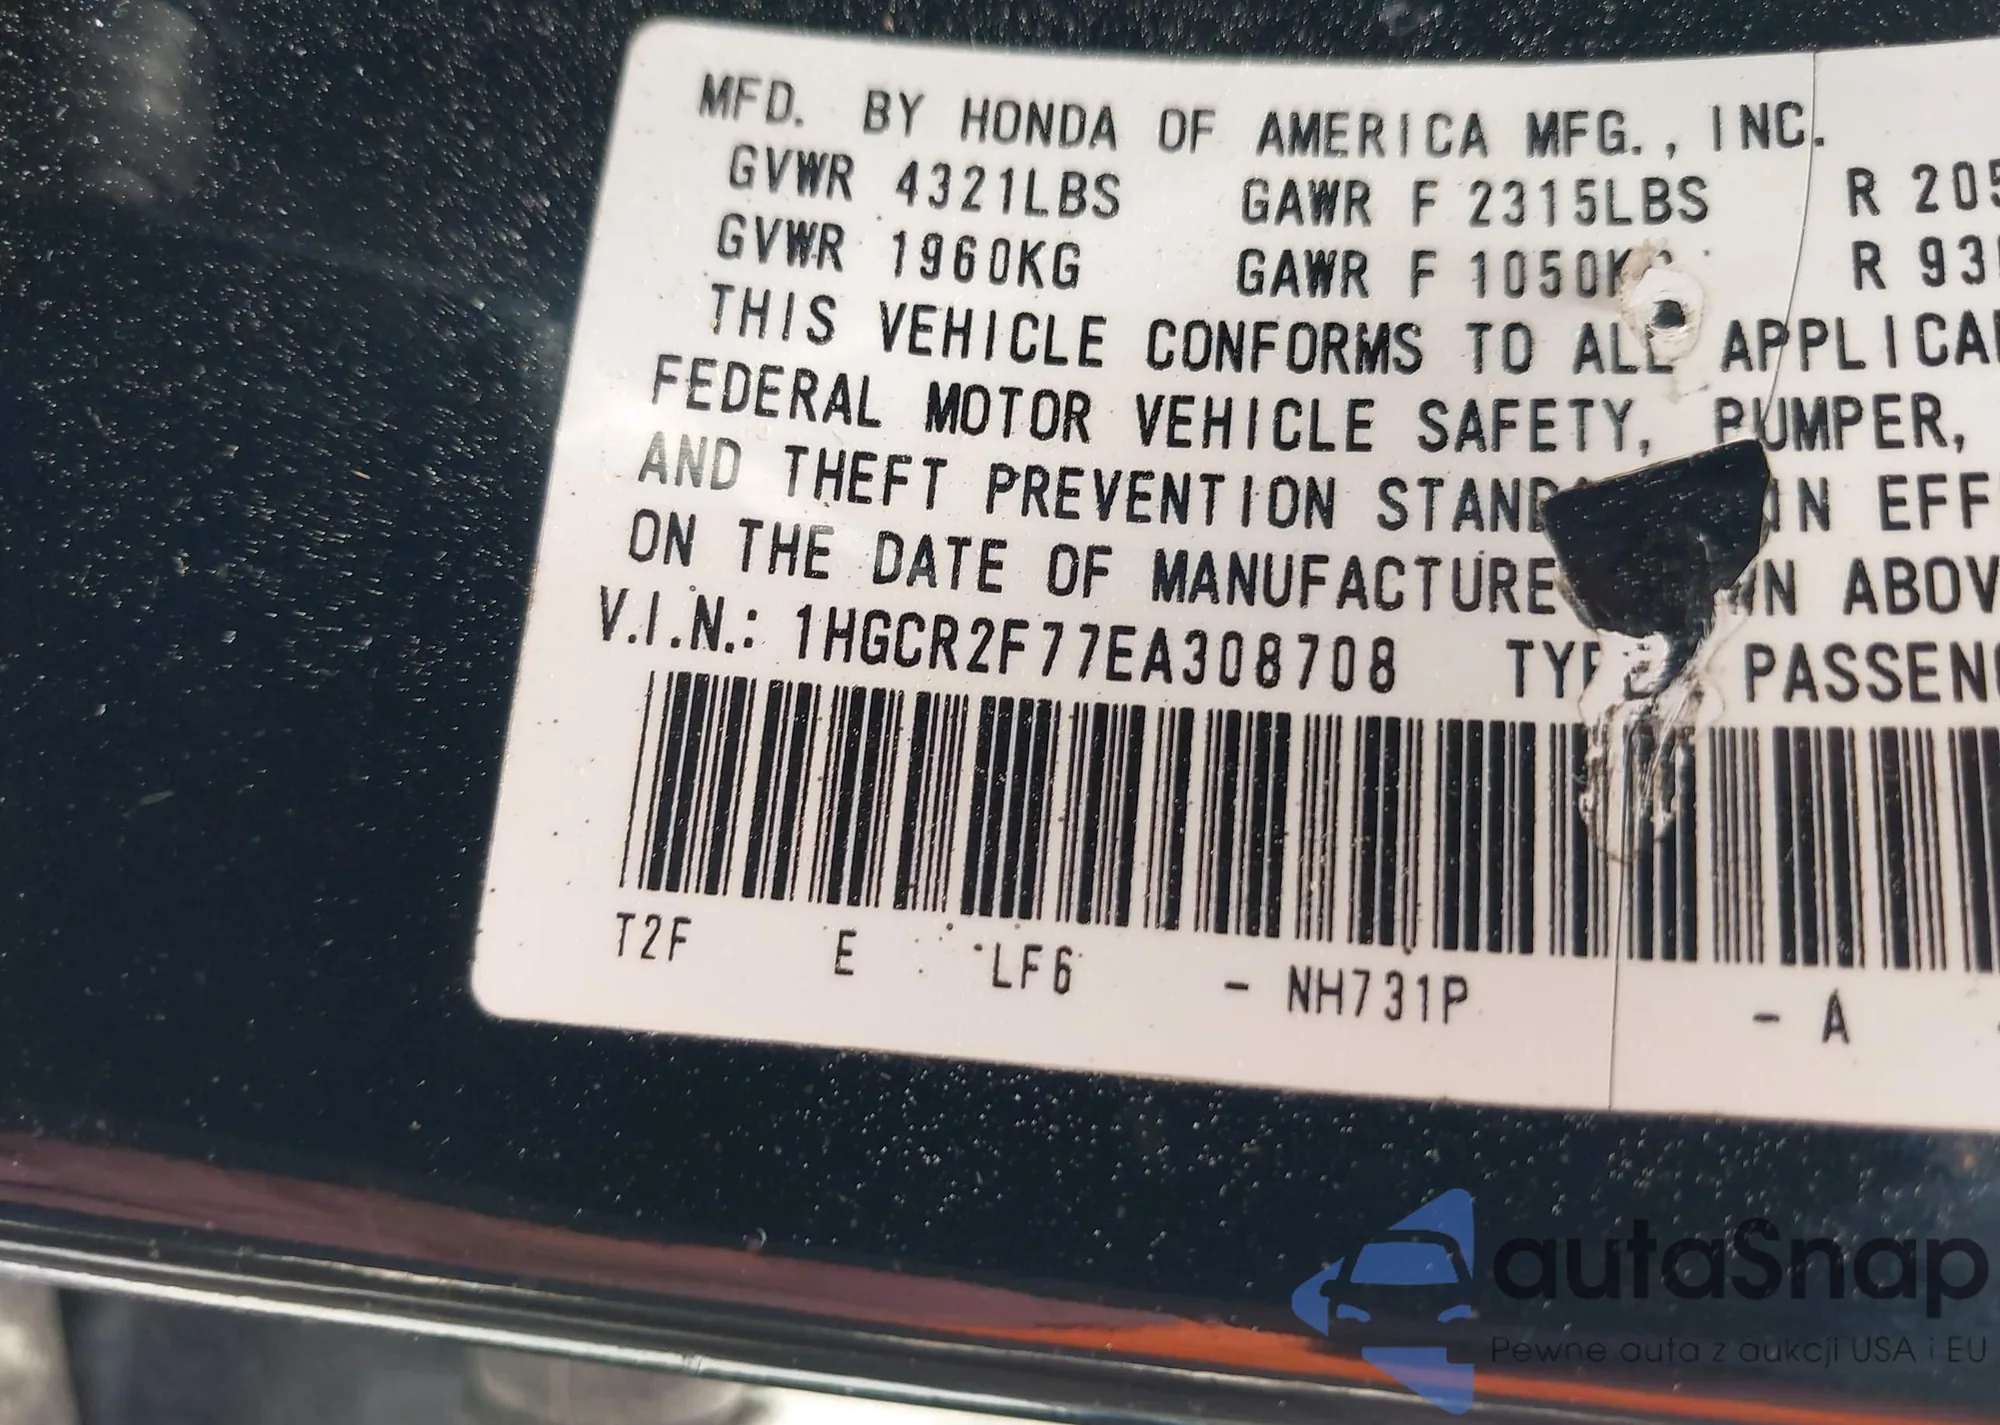 MFD. BY HONDA OF AMERICA MFG., INC.
GVWR 4321LBS GAWR F 2315LBS R 205
GVWR 1960KG GAWR F 1050K R 93
THIS VEHICLE CONFORMS TO ALL APPLICA
FEDERAL MOTOR VEHICLE SAFETY, BUMPER,
AND THEFT PREVENTION STAND IN EFF
ON THE DATE OF MANUFACTURE WN ABOV
V.I.N.: 1HGCR2F77EA308708 TYPE PASSENG
T2F E LF6 - NH731P - A
autaSnap
Pewne auta z aukcji USA i EU